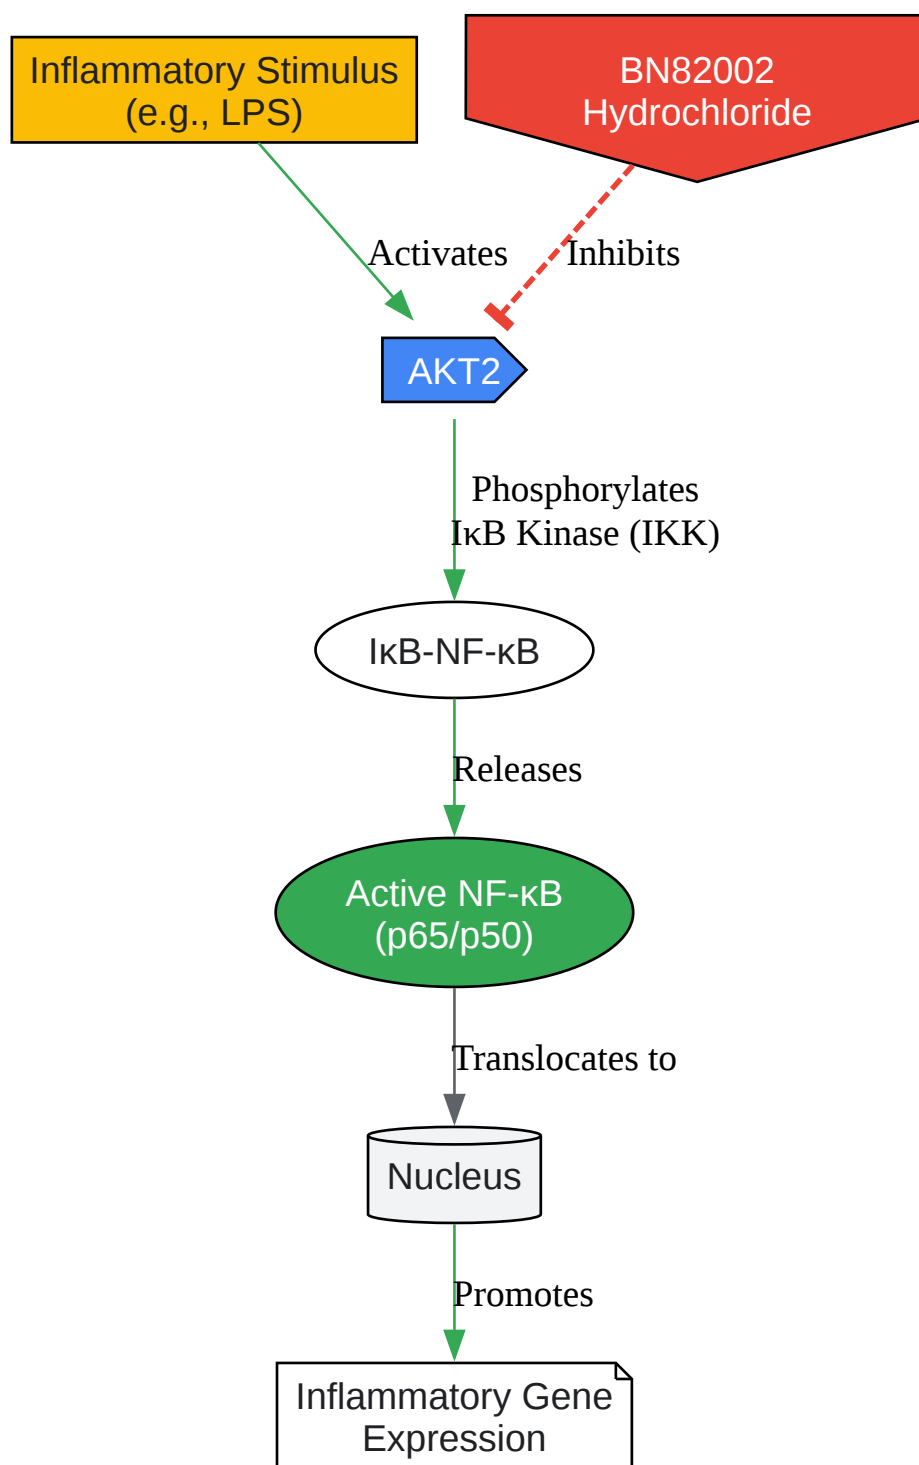 Inflammatory Stimulus
(e.g., LPS)
BN82002
Hydrochloride
Activates
Inhibits
AKT2
Phosphorylates
IκB Kinase (IKK)
IκB-NF-κB
Releases
Active NF-κB
(p65/p50)
Translocates to
Nucleus
Promotes
Inflammatory Gene
Expression